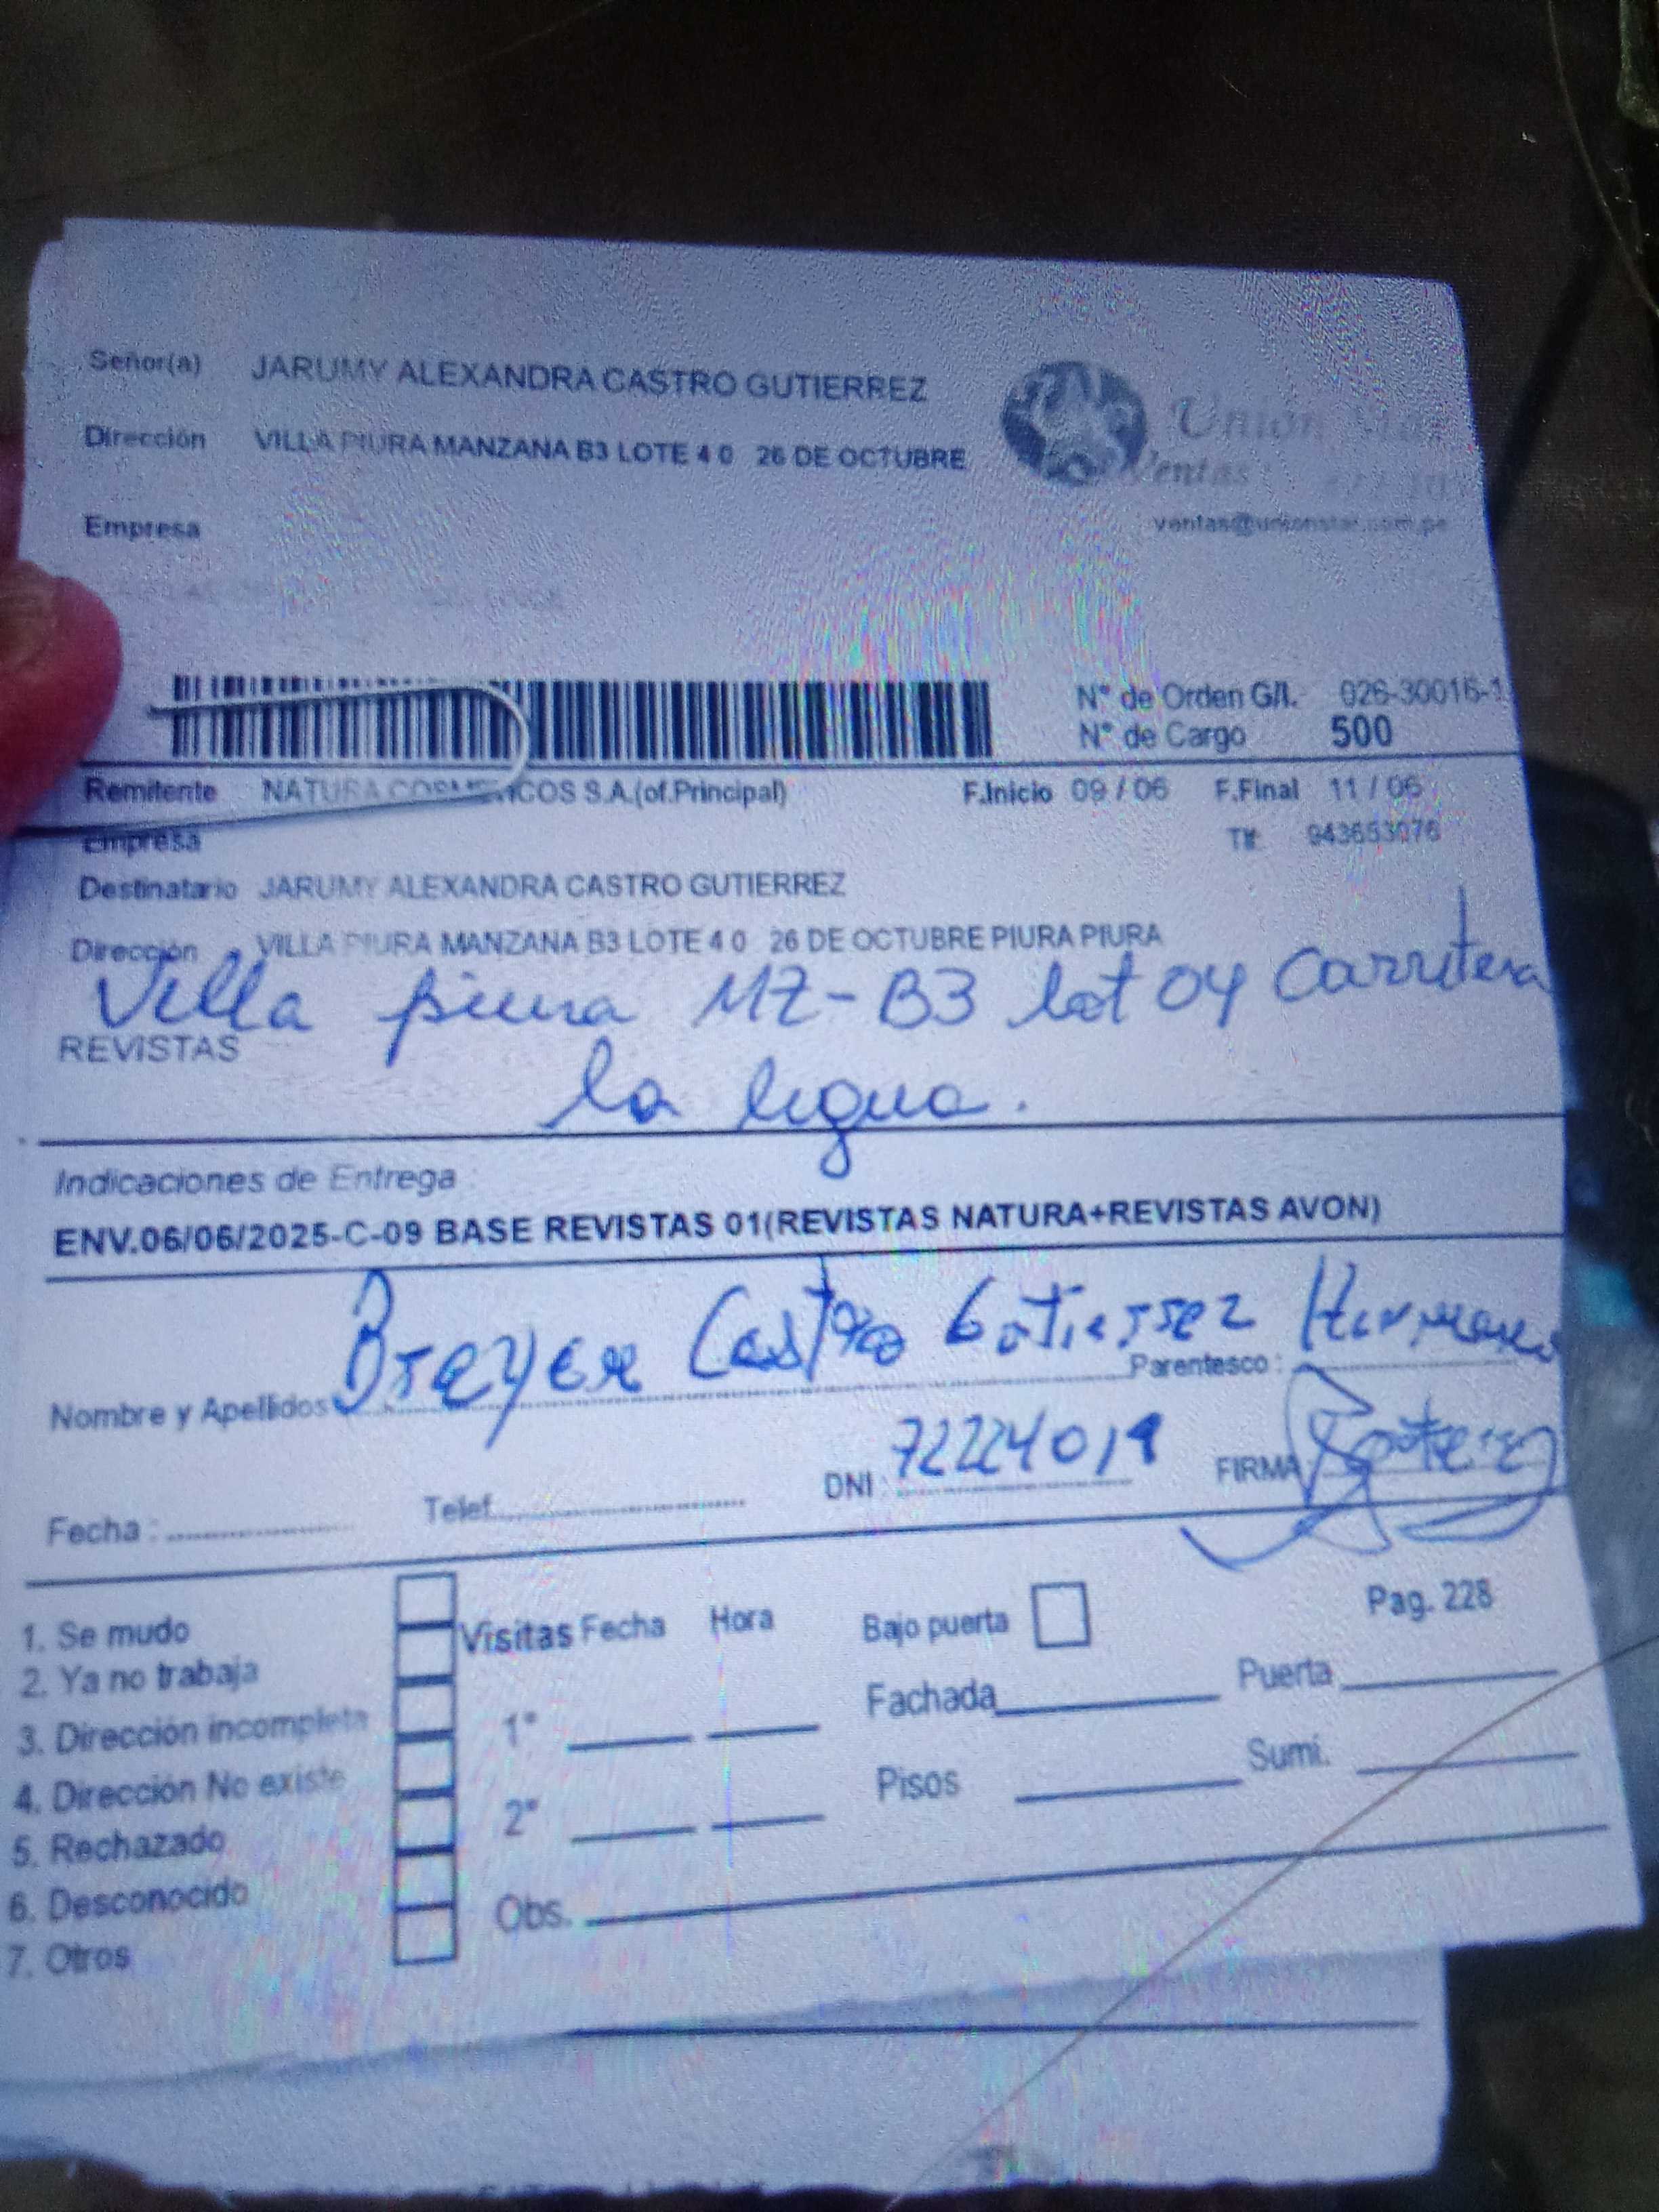 Señor(a) JARUMY ALEXANDRA CASTRO GUTIERREZ
Dirección VILLA PIURA MANZANA B3 LOTE 4 0 26 DE OCTUBRE
Unión Star
Ventas
Empresa
ventas@unionstar.com.pe
N° de Orden G/I. 026-30016-1
N° de Cargo 500
Remitente NATURA COSMETICOS S.A.(of.Principal) F.Inicio 09 / 06 F.Final 11 / 06
Empresa Tlf: 943653076
Destinatario JARUMY ALEXANDRA CASTRO GUTIERREZ
Dirección VILLA PIURA MANZANA B3 LOTE 4 0 26 DE OCTUBRE PIURA PIURA
Villa piura MZ-B3 lot 04 Carretera
REVISTAS
la legua.
Indicaciones de Entrega :
ENV.06/06/2025-C-09 BASE REVISTAS 01(REVISTAS NATURA+REVISTAS AVON)
Castro Gutierrez Hermano
Nombre y Apellidos Parentesco :
DNI : 72224019 FIRMA
Fecha : Telef.
Pag. 228
1. Se mudo Visitas Fecha Hora Bajo puerta
2. Ya no trabaja Fachada Puerta
3. Dirección incompleta 1°
4. Dirección No existe Pisos Sumi.
5. Rechazado 2°
6. Desconocido Obs.
7. Otros